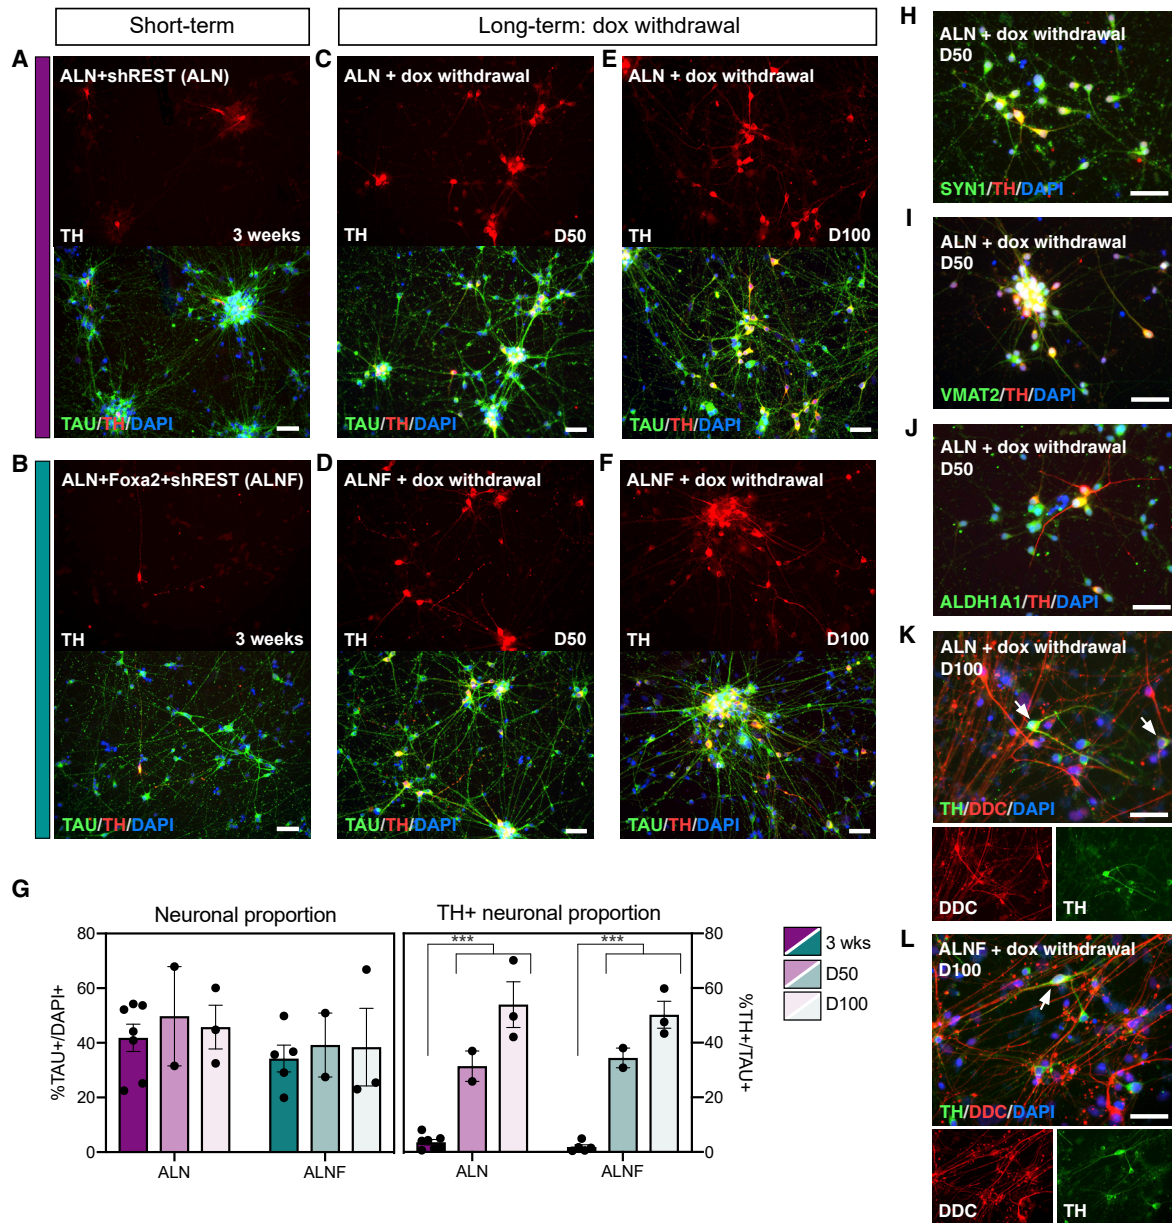 Short-term
Long-term: dox withdrawal
A
ALN+shREST (ALN)
TH
3 weeks
TAU/TH/DAPI
C
ALN + dox withdrawal
TH
D50
TAU/TH/DAPI
E
ALN + dox withdrawal
TH
D100
TAU/TH/DAPI
B
ALN+Foxa2+shREST (ALNF)
TH
3 weeks
TAU/TH/DAPI
D
ALNF + dox withdrawal
TH
D50
TAU/TH/DAPI
F
ALNF + dox withdrawal
TH
D100
TAU/TH/DAPI
G
Neuronal proportion
%TAU+/DAPI+
80
60
40
20
0
ALN
ALNF
TH+ neuronal proportion
***
***
80
60
40
20
0
%TH+/TAU+
ALN
ALNF
3 wks
D50
D100
H
ALN + dox withdrawal
D50
SYN1/TH/DAPI
I
ALN + dox withdrawal
D50
VMAT2/TH/DAPI
J
ALN + dox withdrawal
D50
ALDH1A1/TH/DAPI
K
ALN + dox withdrawal
D100
TH/DDC/DAPI
DDC
TH
L
ALNF + dox withdrawal
D100
TH/DDC/DAPI
DDC
TH